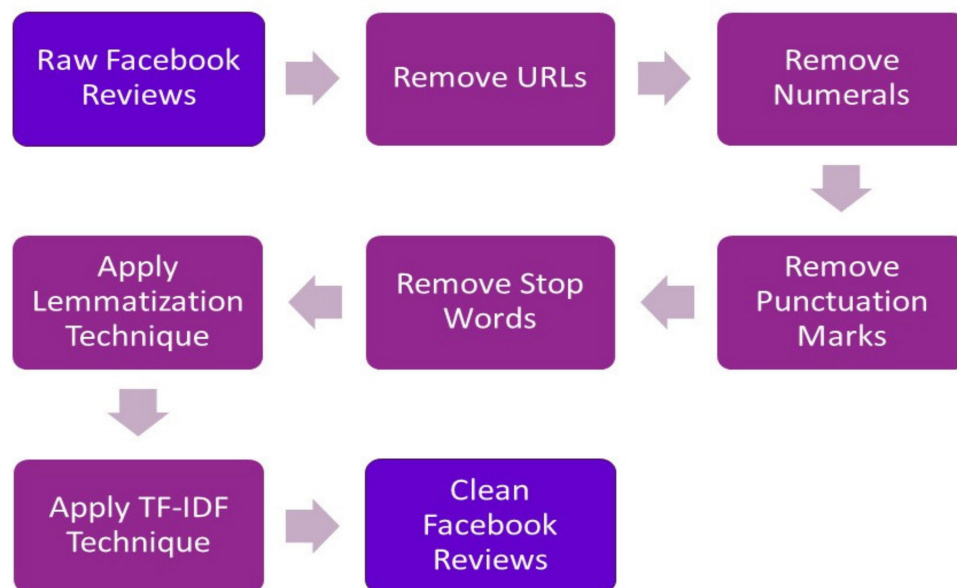 Raw Facebook
Reviews
Remove URLs
Remove
Numerals
Remove
Punctuation
Marks
Remove Stop
Words
Apply
Lemmatization
Technique
Apply TF-IDF
Technique
Clean
Facebook
Reviews